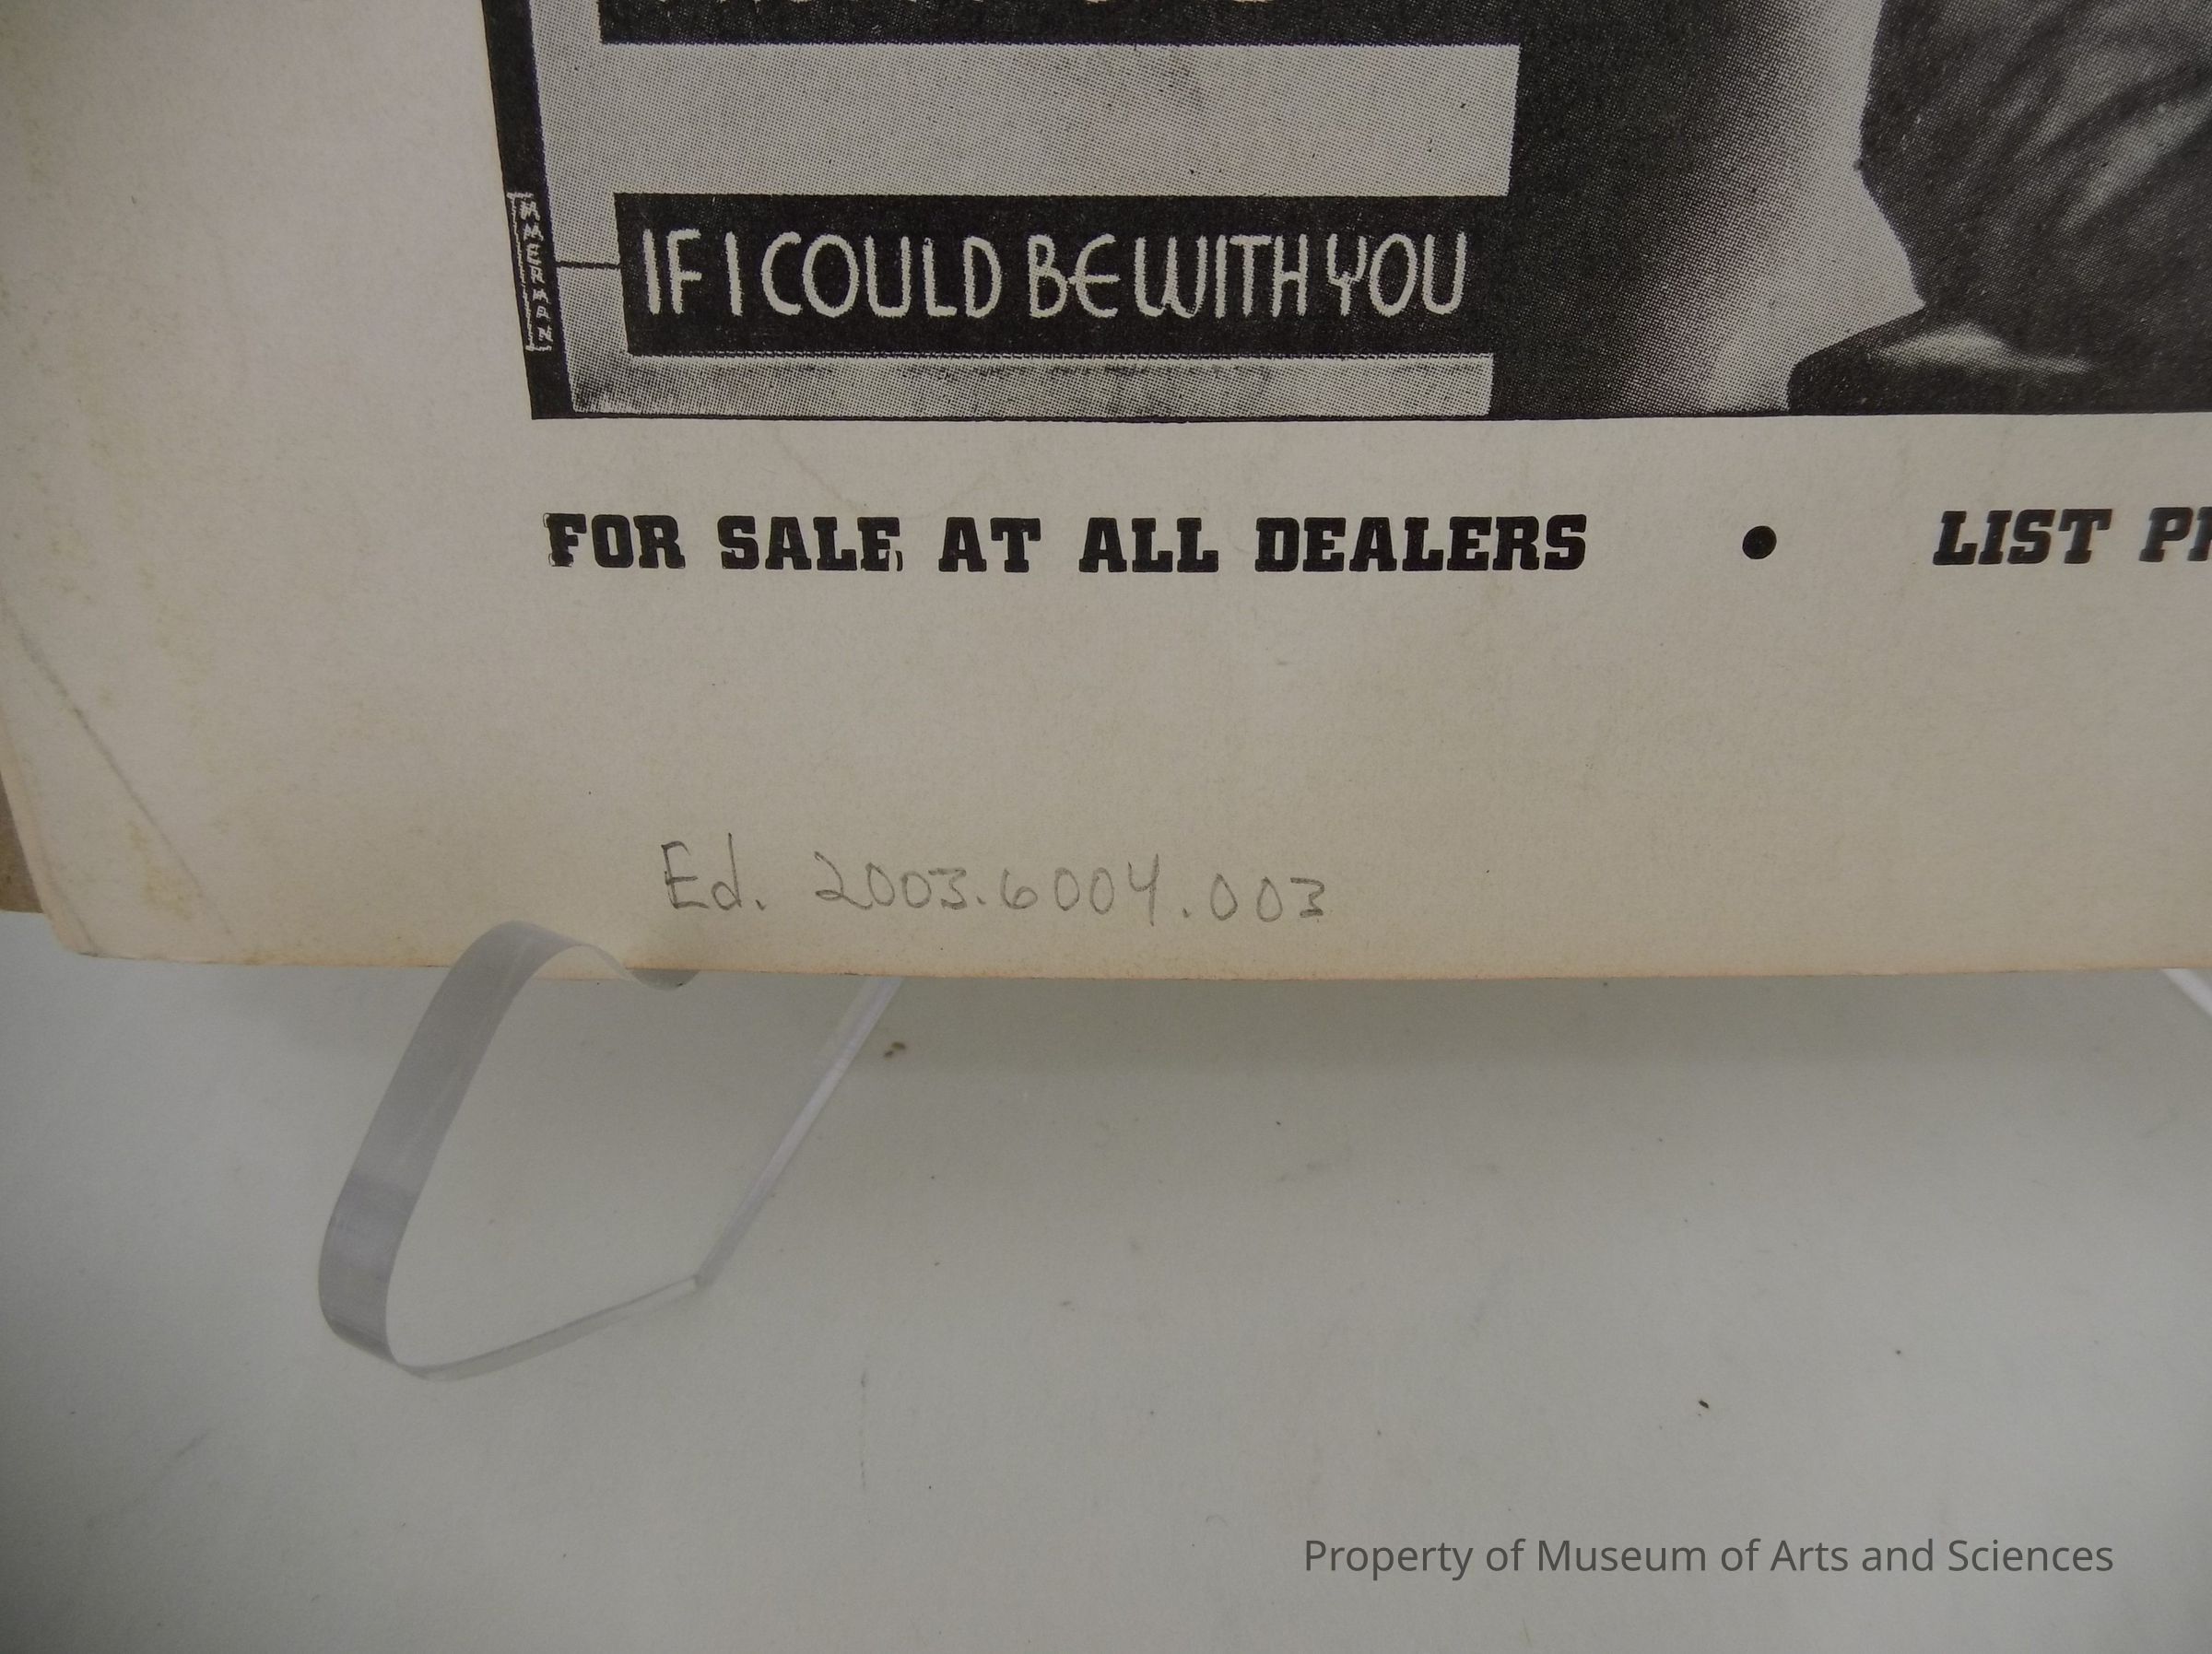 IF I COULD BE WITH YOU
FOR SALE AT ALL DEALERS • LIST
Ed. 2003.6004.003
Property of Museum of Arts and Sciences